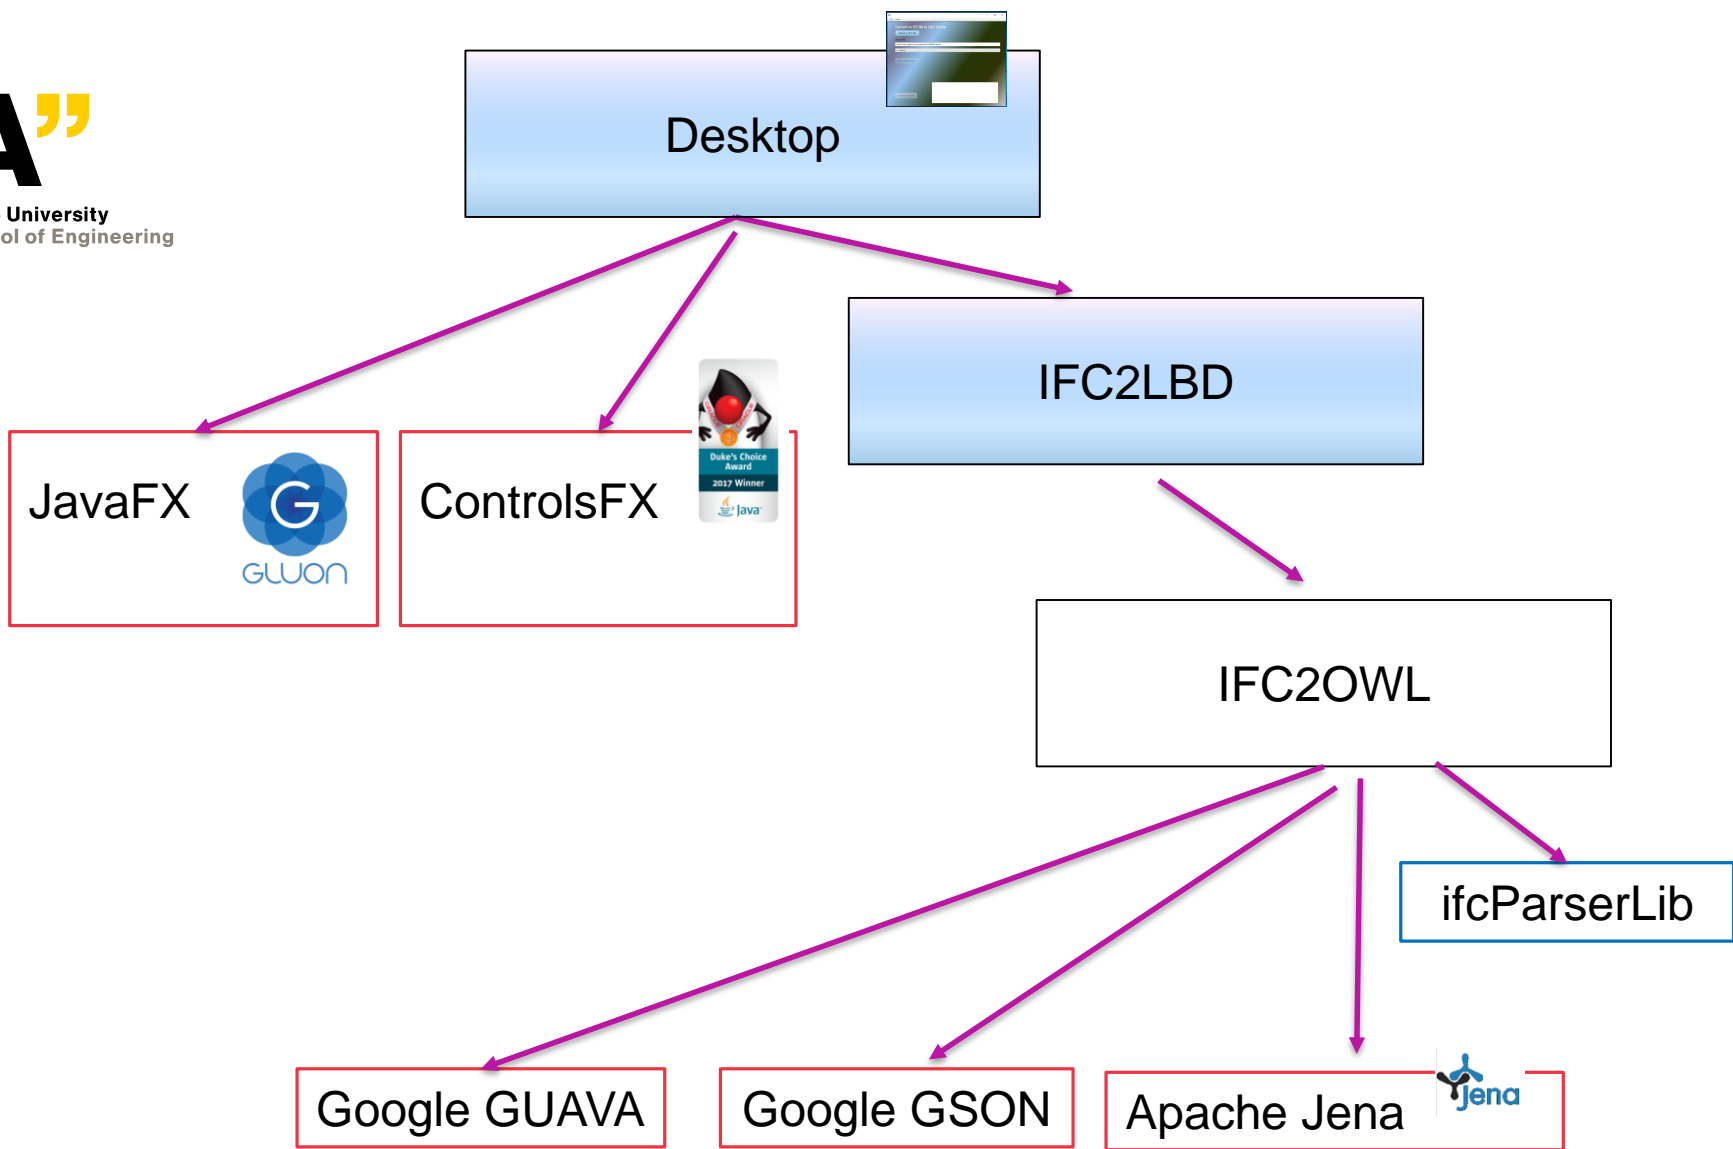 Desktop
A”
University
ol of Engineering
IFC2LBD
JavaFX
G
GLUON
ControlsFX
Duke's Choice
Award
2017 Winner
Java
IFC2OWL
ifcParserLib
Google GUAVA
Google GSON
Apache Jena
Jena